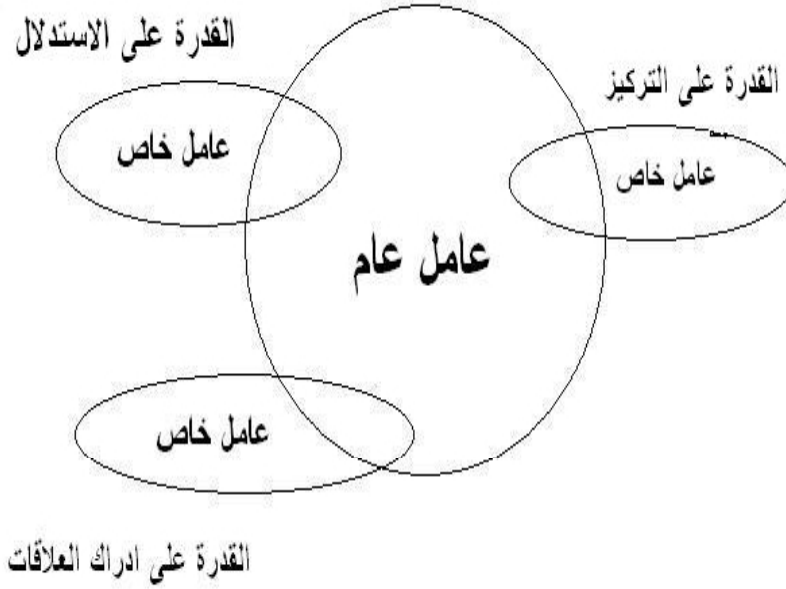 القدرة على الاستدلال
القدرة على التركيز
عامل خاص
عامل خاص
عامل عام
عامل خاص
القدرة على ادراك العلاقات